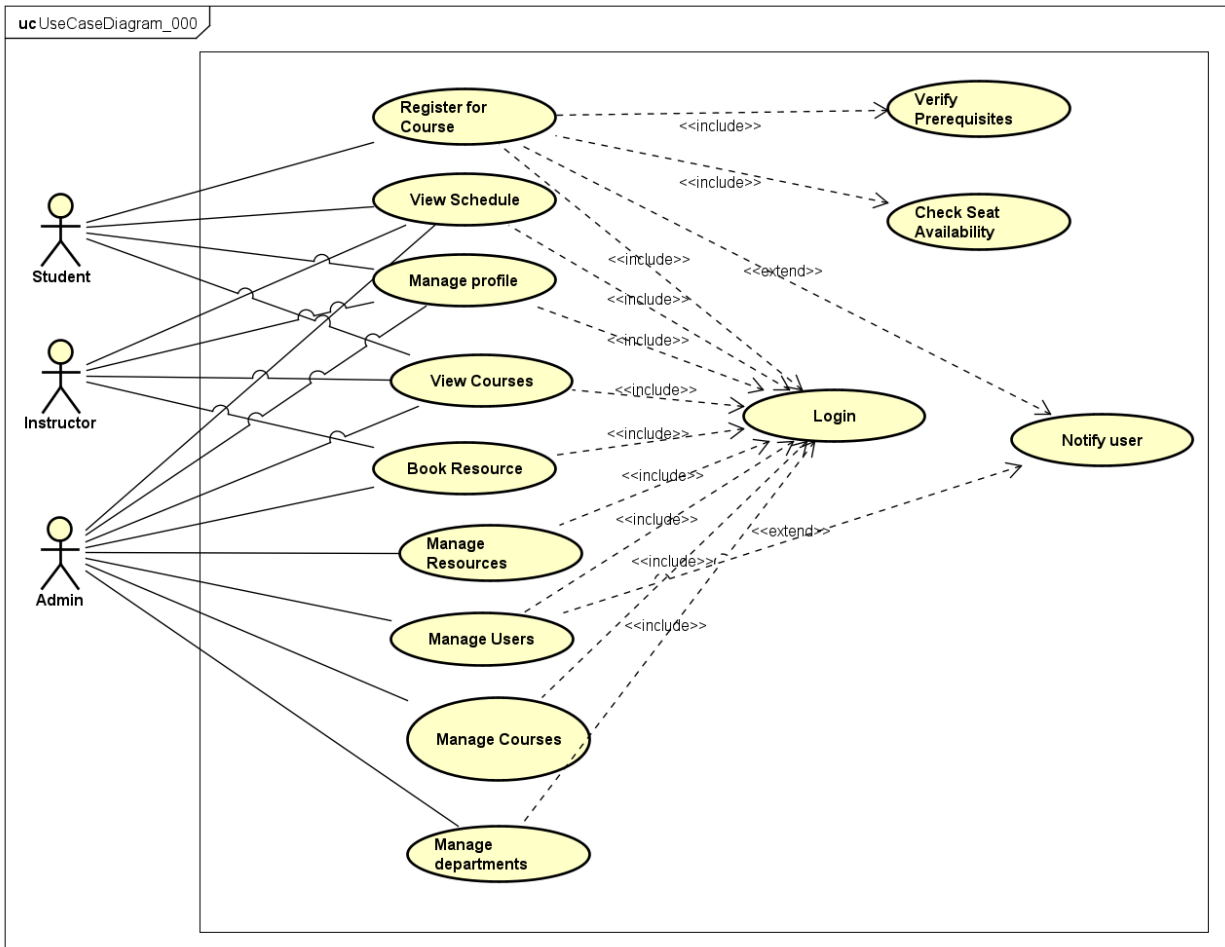 uc UseCaseDiagram_000
Register for
Course
Verify
Prerequisites
<<include>>
<<include>>
View Schedule
Check Seat
Availability
Student
Manage profile
<<include>>
<<extend>>
<<include>>
<<include>>
View Courses
<<include>>
Instructor
Login
Notify user
<<include>>
Book Resource
<<include>>
<<include>>
<<extend>>
Manage
Resources
<<include>>
Admin
<<include>>
Manage Users
Manage Courses
Manage
departments